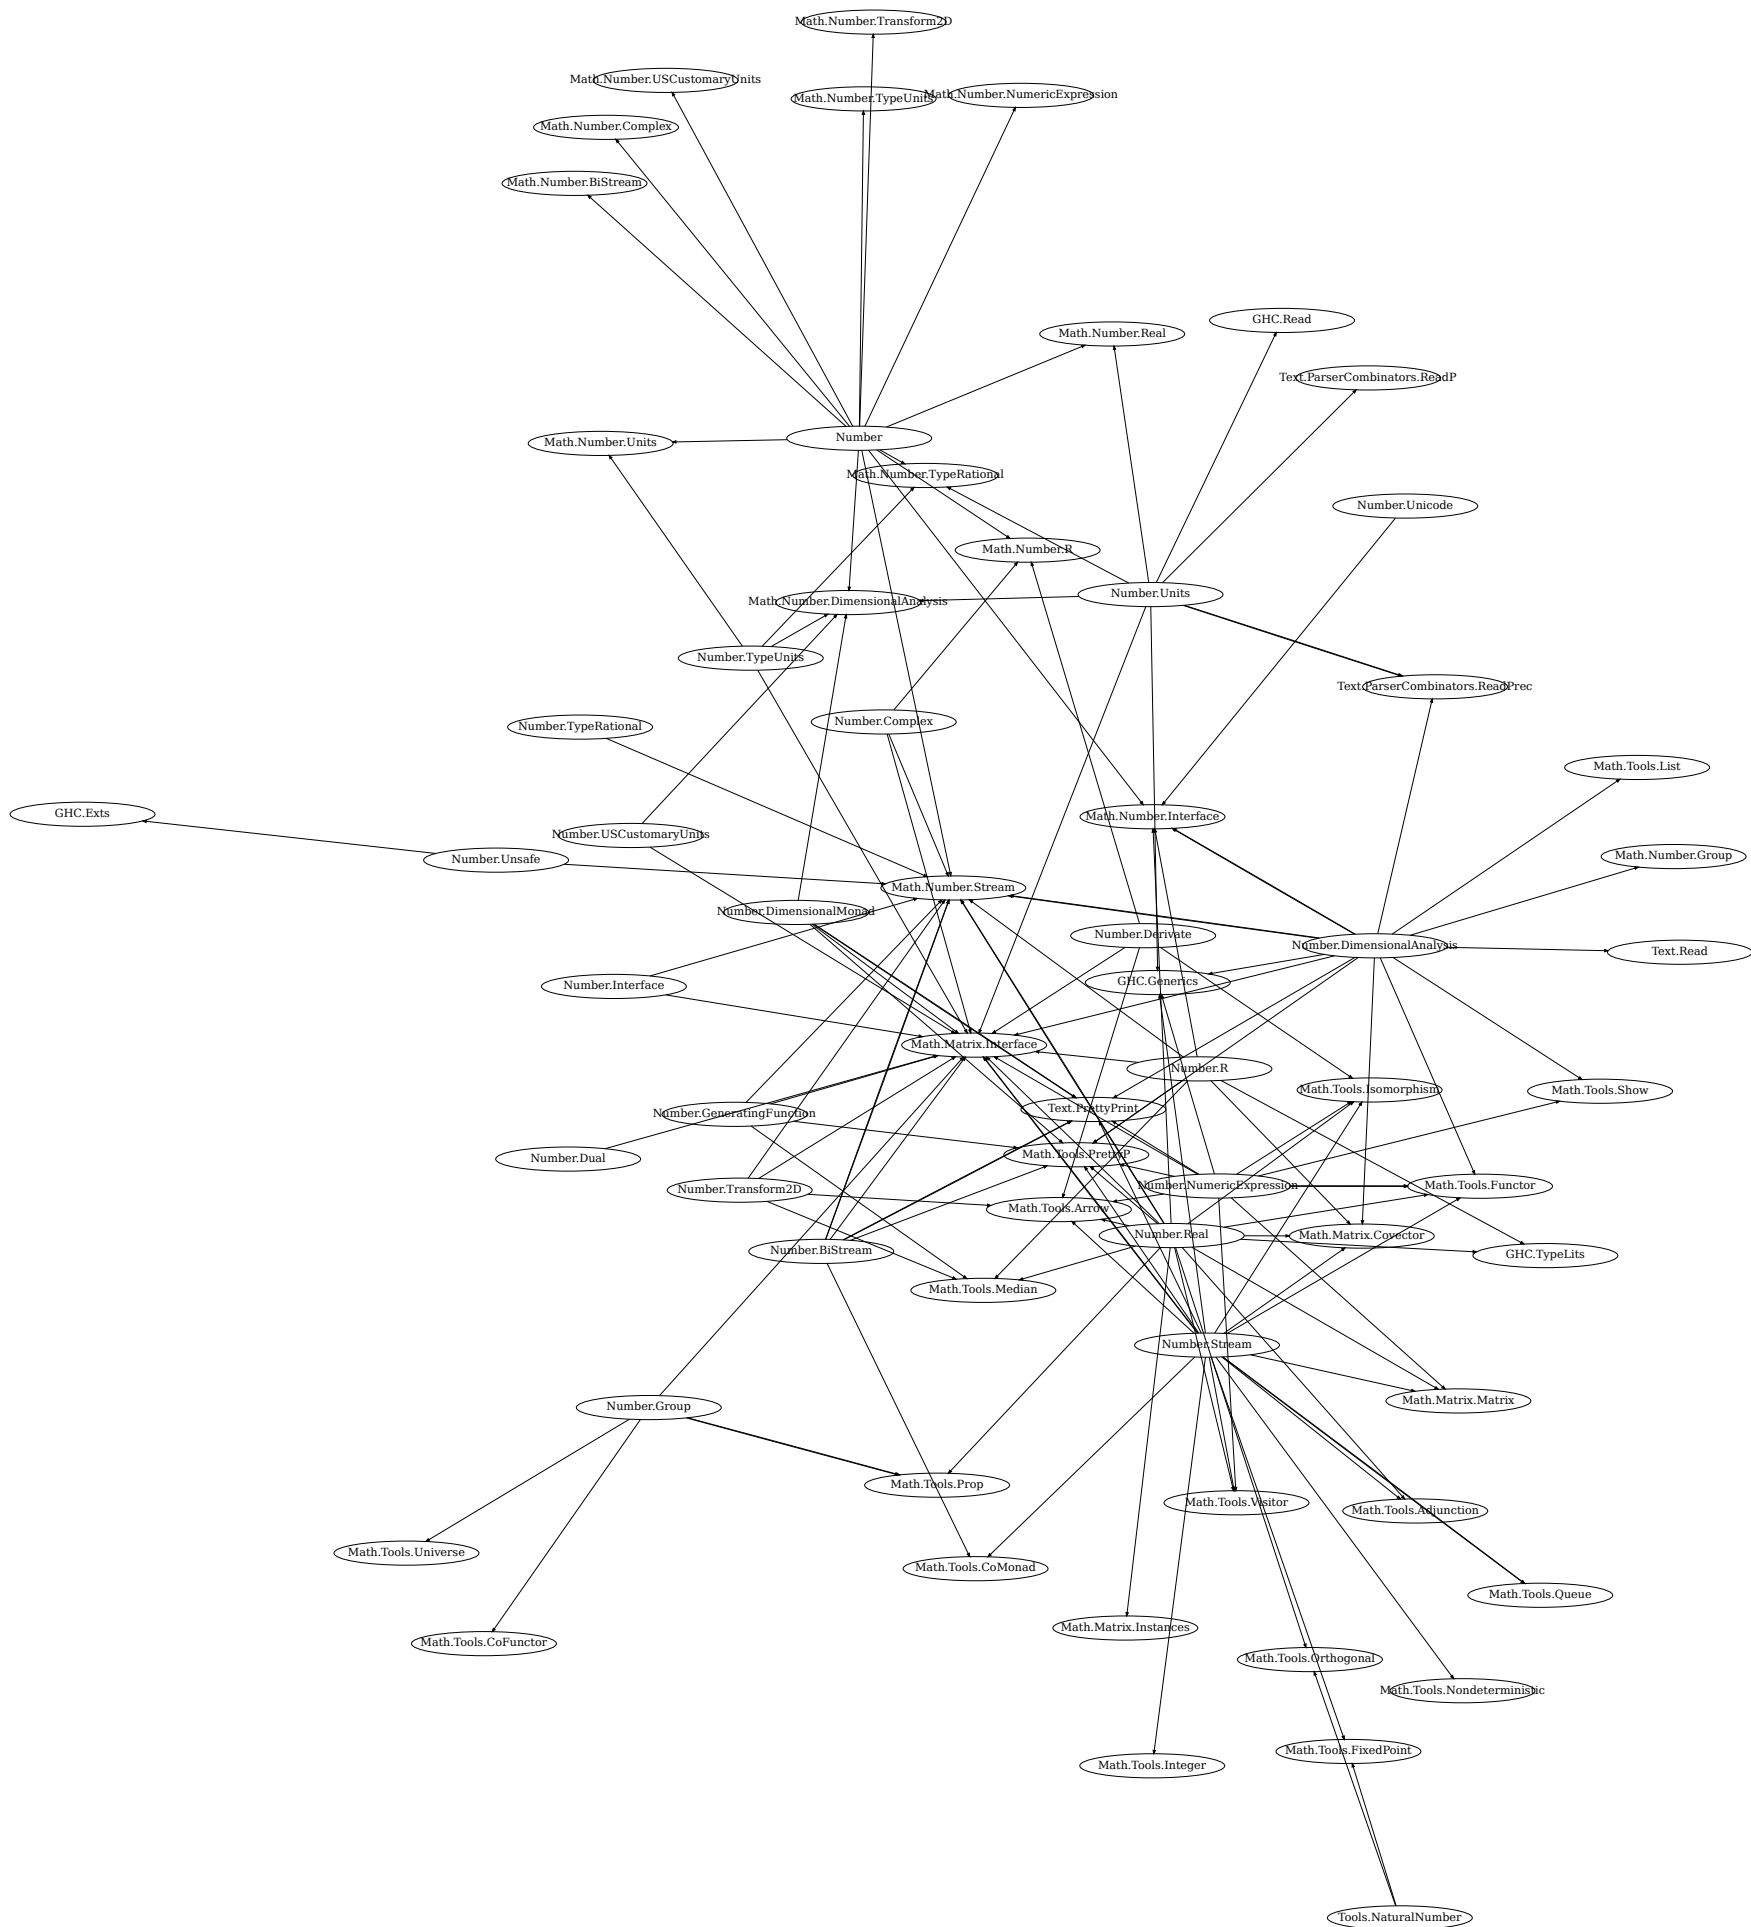 Math.Number.Transform2D
Math.Number.USCustomaryUnits
Math.Number.TypeUnits
Math.Number.NumericExpression
Math.Number.Complex
Math.Number.BiStream
GHC.Read
Math.Number.Real
Text.ParserCombinators.ReadP
Number
Math.Number.Units
Math.Number.TypeRational
Number.Unicode
Math.Number.R
Number.Units
Math.Number.DimensionalAnalysis
Number.TypeUnits
Text.ParserCombinators.ReadPrec
Number.Complex
Number.TypeRational
Math.Tools.List
GHC.Exts
Math.Number.Interface
Number.USCustomaryUnits
Math.Number.Group
Number.Unsafe
Math.Number.Stream
Number.DimensionalMonad
Number.Derivate
Number.DimensionalAnalysis
Text.Read
GHC.Generics
Number.Interface
Math.Matrix.Interface
Number.R
Math.Tools.Isomorphism
Math.Tools.Show
Text.PrettyPrint
Number.GeneratingFunction
Math.Tools.PrettyP
Number.Dual
Number.NumericExpression
Math.Tools.Functor
Number.Transform2D
Math.Tools.Arrow
Number.Real
Math.Matrix.Covector
Number.BiStream
GHC.TypeLits
Math.Tools.Median
Number.Stream
Math.Matrix.Matrix
Number.Group
Math.Tools.Prop
Math.Tools.Visitor
Math.Tools.Adjunction
Math.Tools.Universe
Math.Tools.CoMonad
Math.Tools.Queue
Math.Matrix.Instances
Math.Tools.CoFunctor
Math.Tools.Orthogonal
Math.Tools.Nondeterministic
Math.Tools.FixedPoint
Math.Tools.Integer
Tools.NaturalNumber